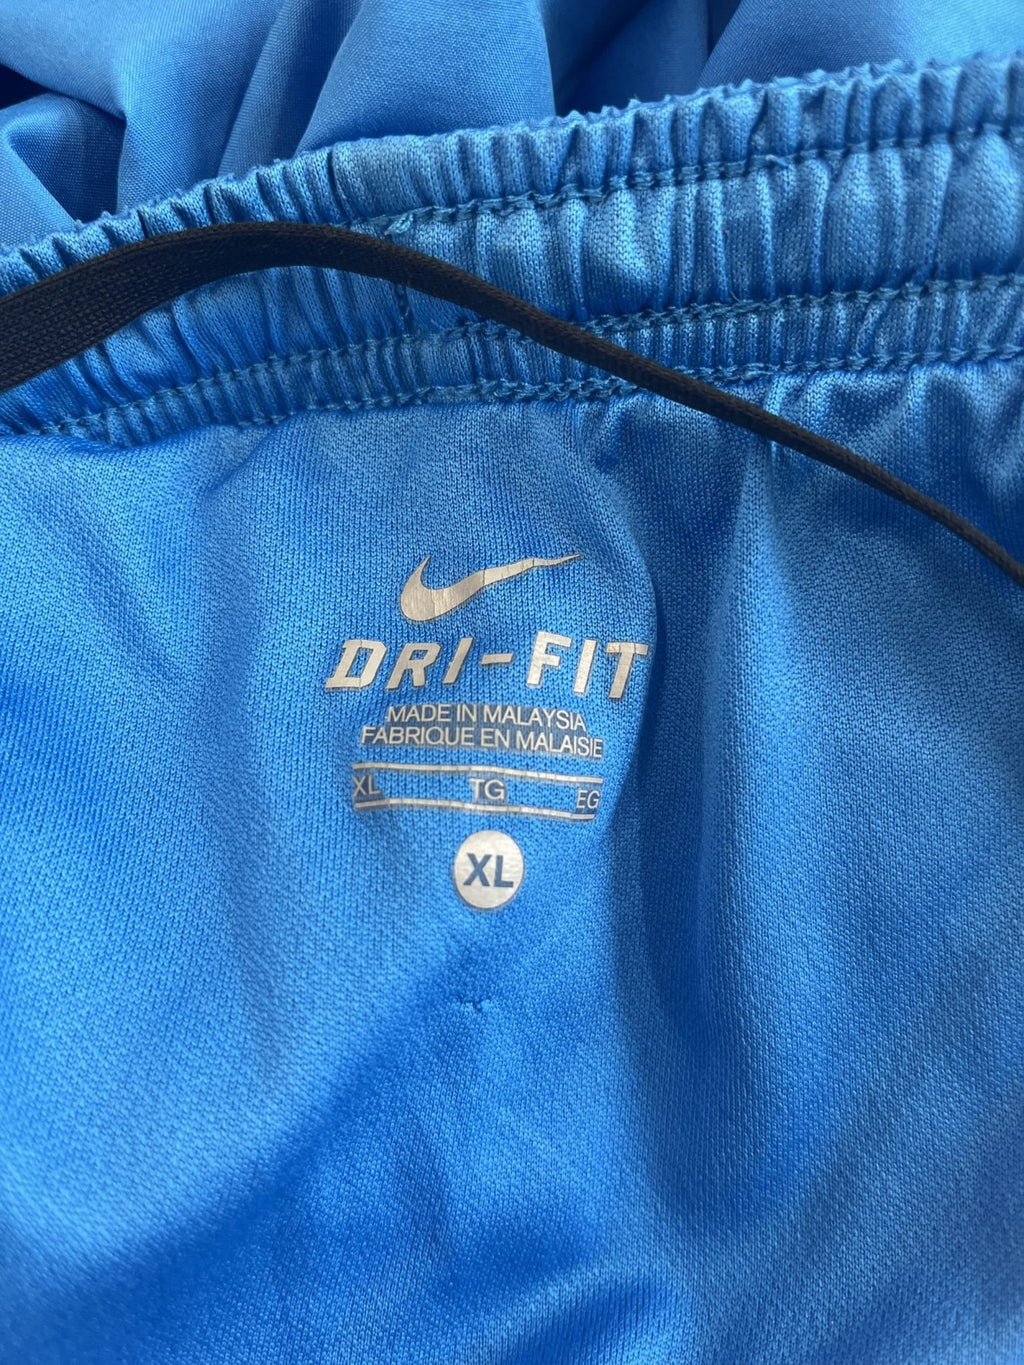 DRI-FIT
MADE IN MALAYSIA
FABRIQUE EN MALAISIE
XL TG EG
XL